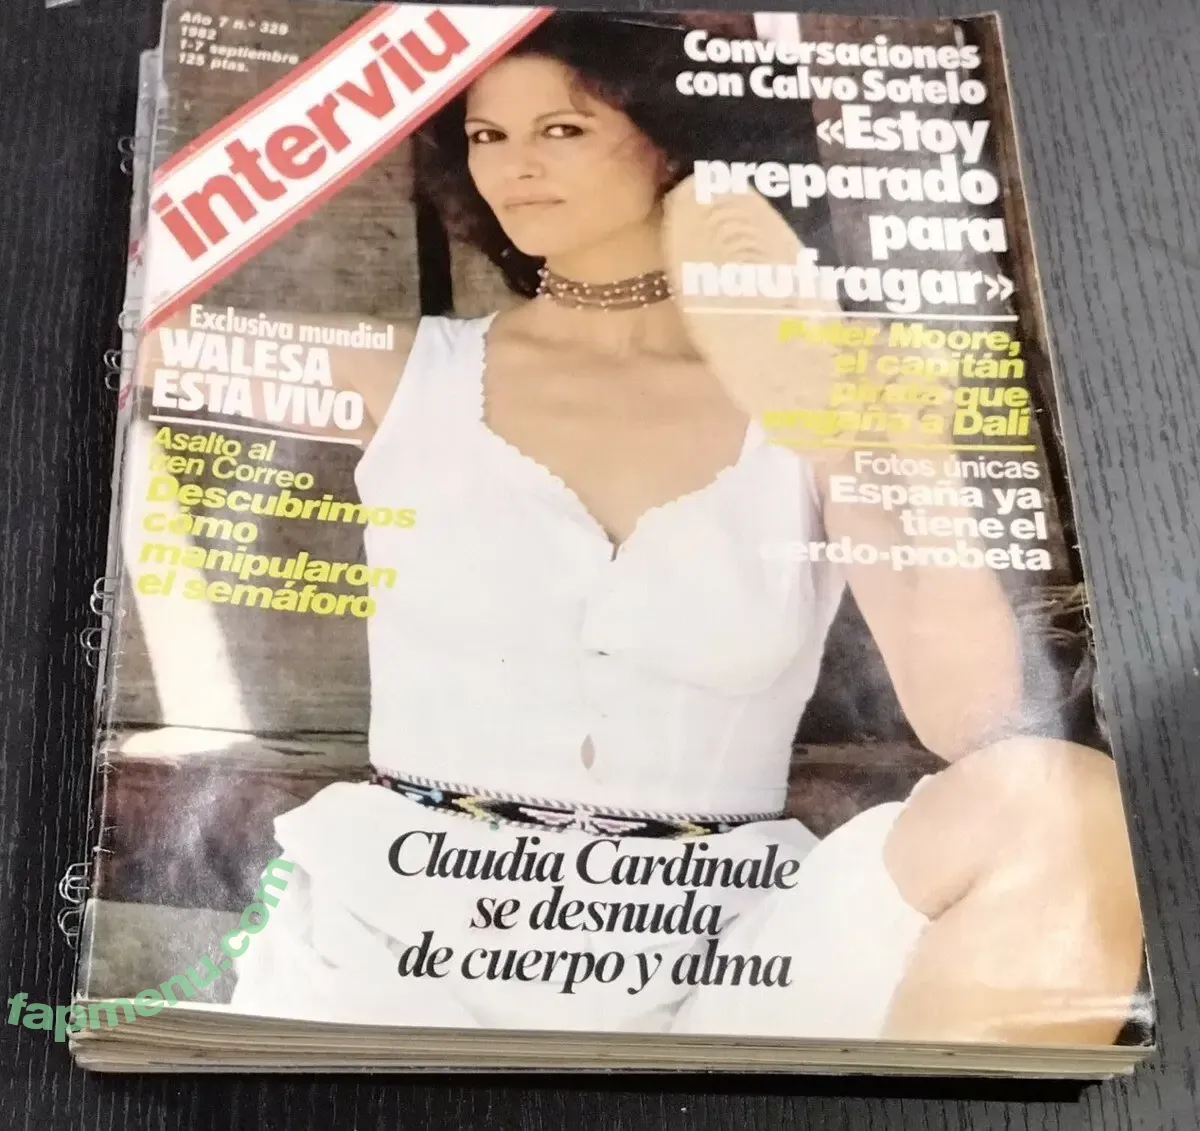 Año 7 n.º 329
1982
1-7 septiembre
125 ptas.
interviu
Conversaciones
con Calvo Sotelo
«Estoy
preparado
para
naufragar»
Peter Moore,
el capitán
pirata que
engaña a Dalí
Fotos únicas
España ya
tiene el
cerdo-probeta
Exclusiva mundial
WALESA
ESTA VIVO
Asalto al
tren Correo
Descubrimos
cómo
manipularon
el semáforo
Claudia Cardinale
se desnuda
de cuerpo y alma
fapmenu.com